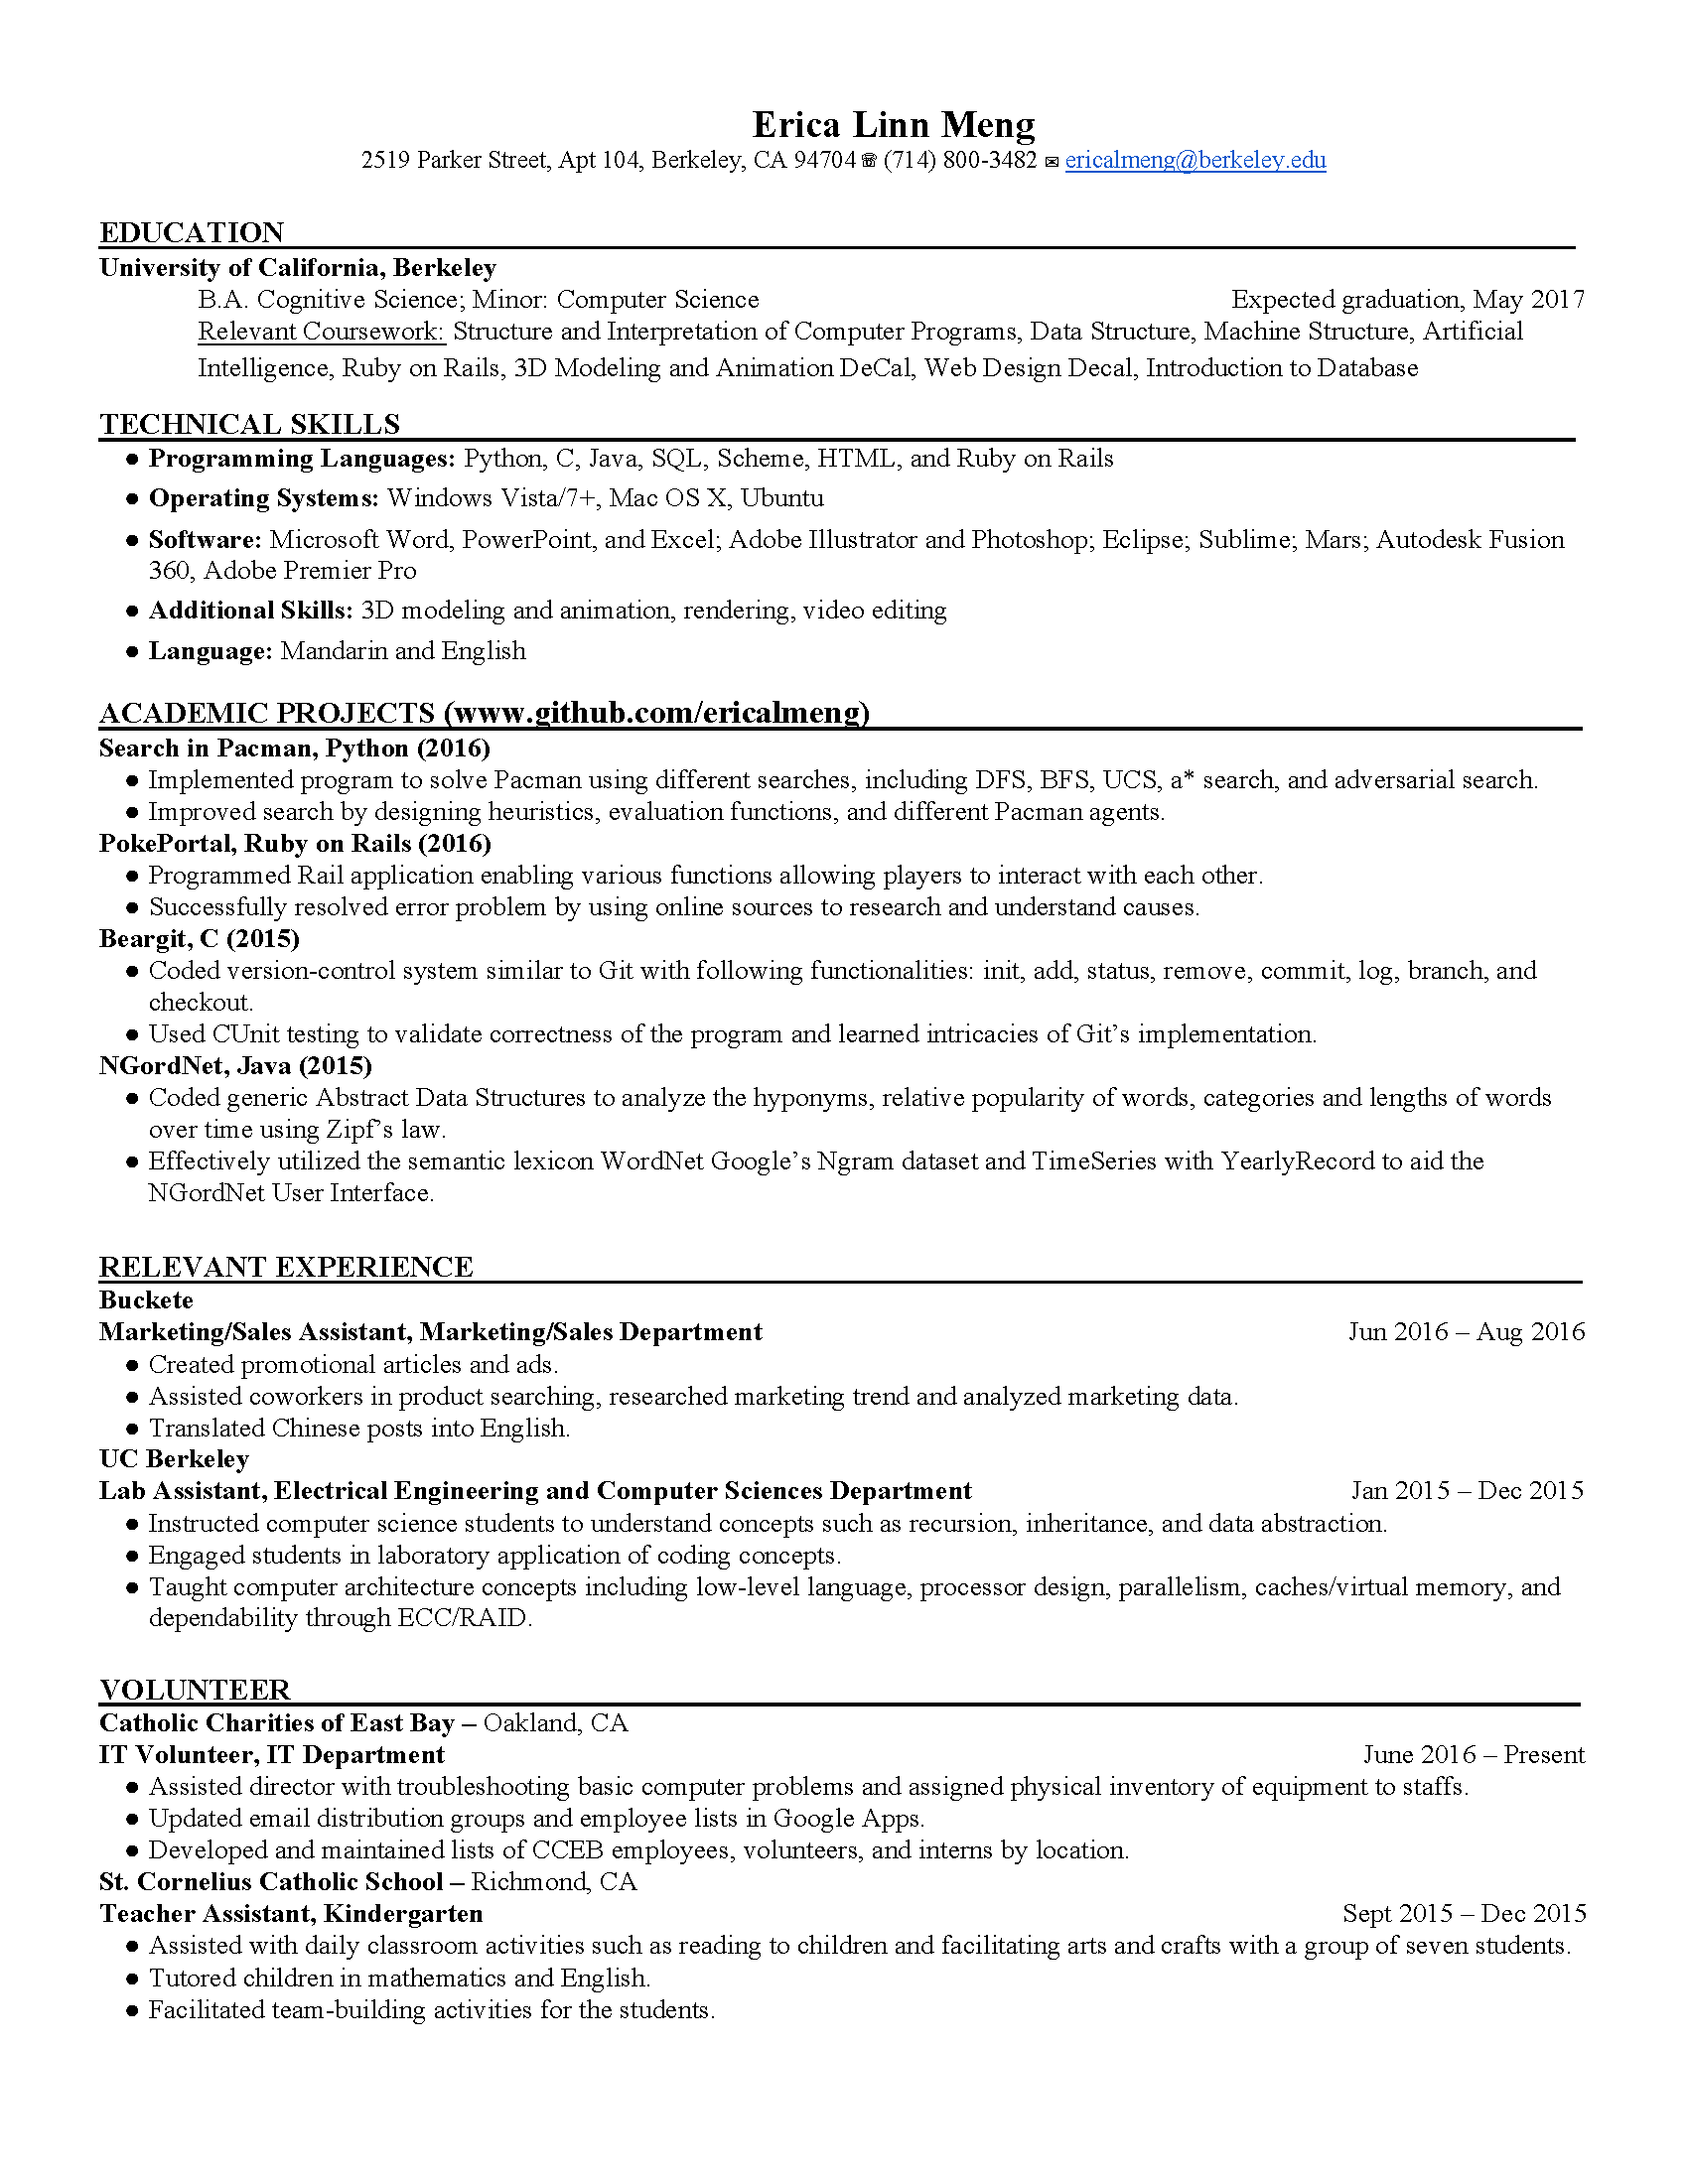 Erica Linn Meng
2519 Parker Street, Apt 104, Berkeley, CA 94704 ☏ (714) 800-3482 ✉ ericalmeng@berkeley.edu
EDUCATION
University of California, Berkeley
B.A. Cognitive Science; Minor: Computer Science Expected graduation, May 2017
Relevant Coursework: Structure and Interpretation of Computer Programs, Data Structure, Machine Structure, Artificial
Intelligence, Ruby on Rails, 3D Modeling and Animation DeCal, Web Design Decal, Introduction to Database
TECHNICAL SKILLS
● Programming Languages: Python, C, Java, SQL, Scheme, HTML, and Ruby on Rails
● Operating Systems: Windows Vista/7+, Mac OS X, Ubuntu
● Software: Microsoft Word, PowerPoint, and Excel; Adobe Illustrator and Photoshop; Eclipse; Sublime; Mars; Autodesk Fusion
360, Adobe Premier Pro
● Additional Skills: 3D modeling and animation, rendering, video editing
● Language: Mandarin and English
ACADEMIC PROJECTS (www.github.com/ericalmeng)
Search in Pacman, Python (2016)
● Implemented program to solve Pacman using different searches, including DFS, BFS, UCS, a* search, and adversarial search.
● Improved search by designing heuristics, evaluation functions, and different Pacman agents.
PokePortal, Ruby on Rails (2016)
● Programmed Rail application enabling various functions allowing players to interact with each other.
● Successfully resolved error problem by using online sources to research and understand causes.
Beargit, C (2015)
● Coded version-control system similar to Git with following functionalities: init, add, status, remove, commit, log, branch, and
checkout.
● Used CUnit testing to validate correctness of the program and learned intricacies of Git’s implementation.
NGordNet, Java (2015)
● Coded generic Abstract Data Structures to analyze the hyponyms, relative popularity of words, categories and lengths of words
over time using Zipf’s law.
● Effectively utilized the semantic lexicon WordNet Google’s Ngram dataset and TimeSeries with YearlyRecord to aid the
NGordNet User Interface.
RELEVANT EXPERIENCE
Buckete
Marketing/Sales Assistant, Marketing/Sales Department Jun 2016 – Aug 2016
● Created promotional articles and ads.
● Assisted coworkers in product searching, researched marketing trend and analyzed marketing data.
● Translated Chinese posts into English.
UC Berkeley
Lab Assistant, Electrical Engineering and Computer Sciences Department Jan 2015 – Dec 2015
● Instructed computer science students to understand concepts such as recursion, inheritance, and data abstraction.
● Engaged students in laboratory application of coding concepts.
● Taught computer architecture concepts including low-level language, processor design, parallelism, caches/virtual memory, and
dependability through ECC/RAID.
VOLUNTEER
Catholic Charities of East Bay – Oakland, CA
IT Volunteer, IT Department June 2016 – Present
● Assisted director with troubleshooting basic computer problems and assigned physical inventory of equipment to staffs.
● Updated email distribution groups and employee lists in Google Apps.
● Developed and maintained lists of CCEB employees, volunteers, and interns by location.
St. Cornelius Catholic School – Richmond, CA
Teacher Assistant, Kindergarten Sept 2015 – Dec 2015
● Assisted with daily classroom activities such as reading to children and facilitating arts and crafts with a group of seven students.
● Tutored children in mathematics and English.
● Facilitated team-building activities for the students.